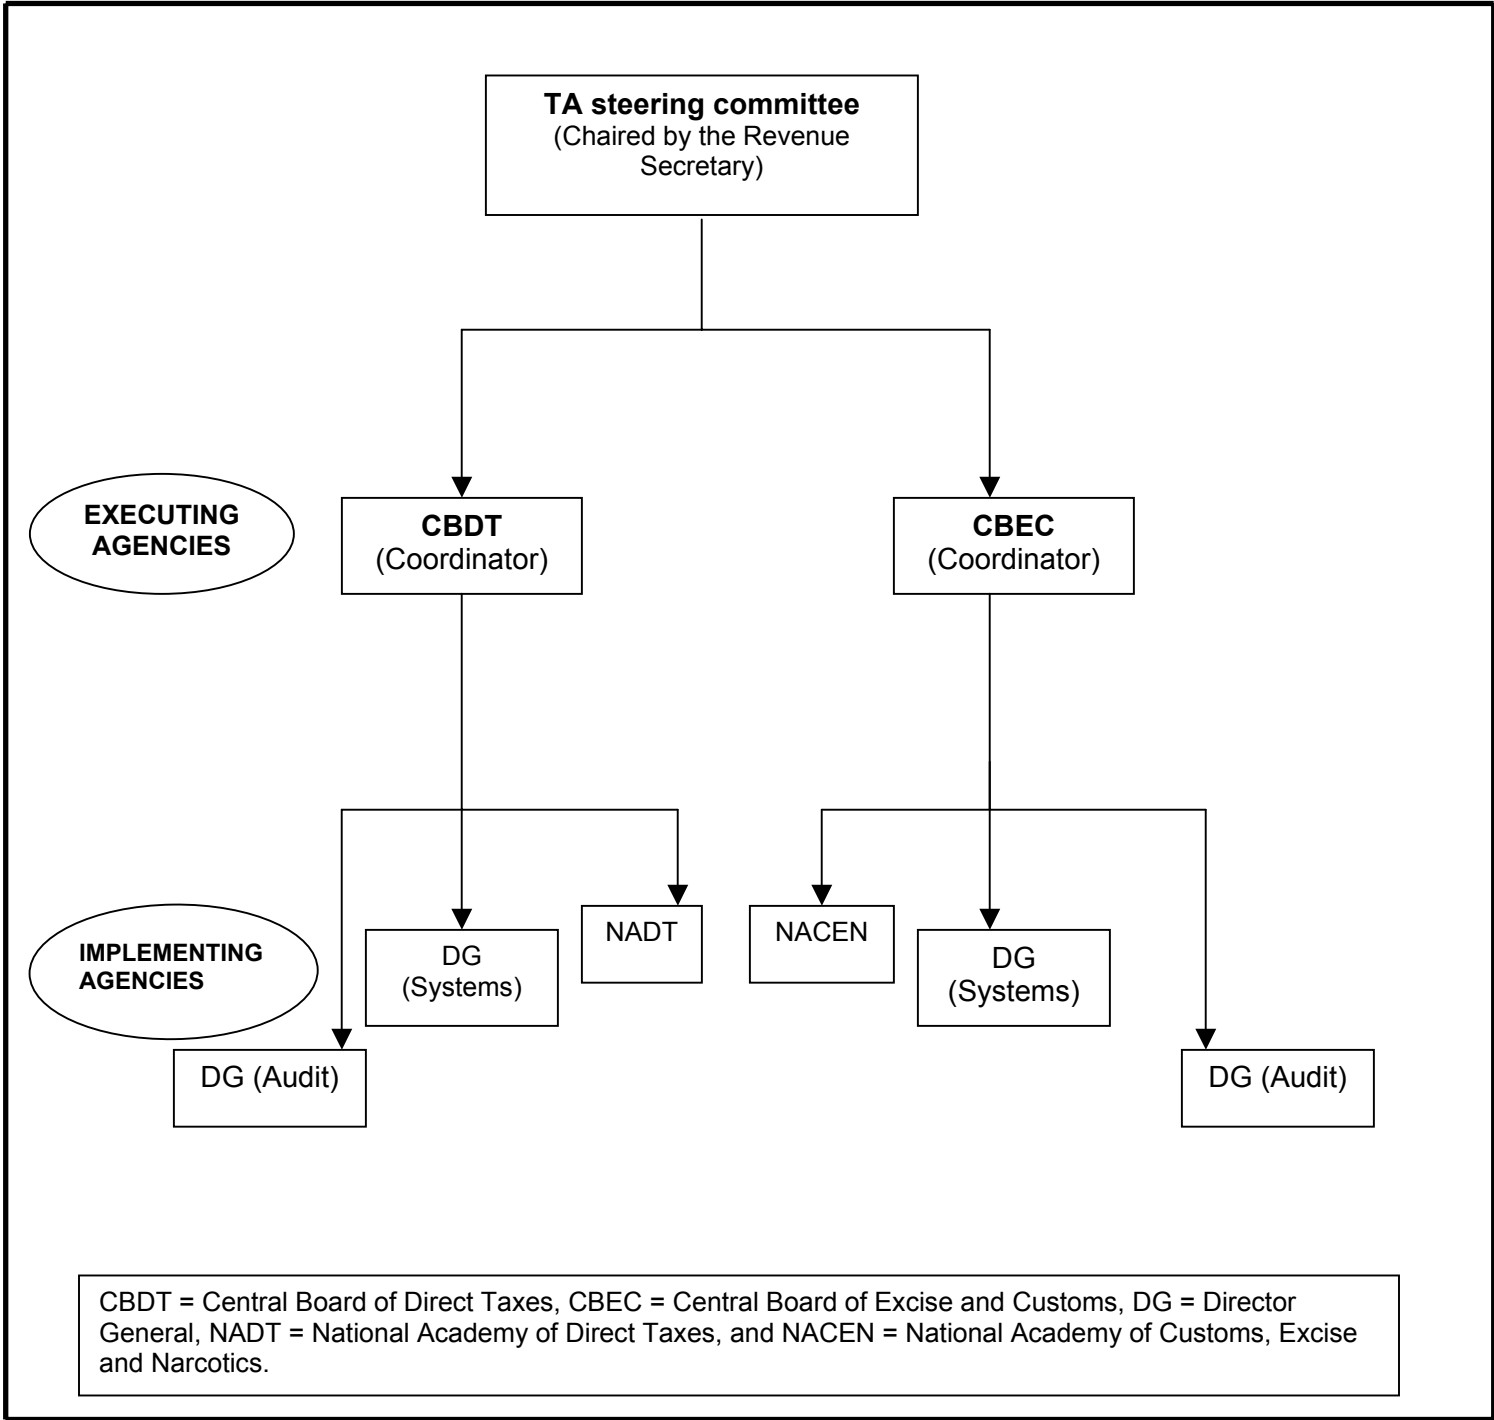 TA steering committee
(Chaired by the Revenue
Secretary)
EXECUTING
AGENCIES
CBDT
(Coordinator)
CBEC
(Coordinator)
IMPLEMENTING
AGENCIES
DG (Audit)
DG
(Systems)
NADT
NACEN
DG
(Systems)
DG (Audit)
CBDT = Central Board of Direct Taxes, CBEC = Central Board of Excise and Customs, DG = Director
General, NADT = National Academy of Direct Taxes, and NACEN = National Academy of Customs, Excise
and Narcotics.